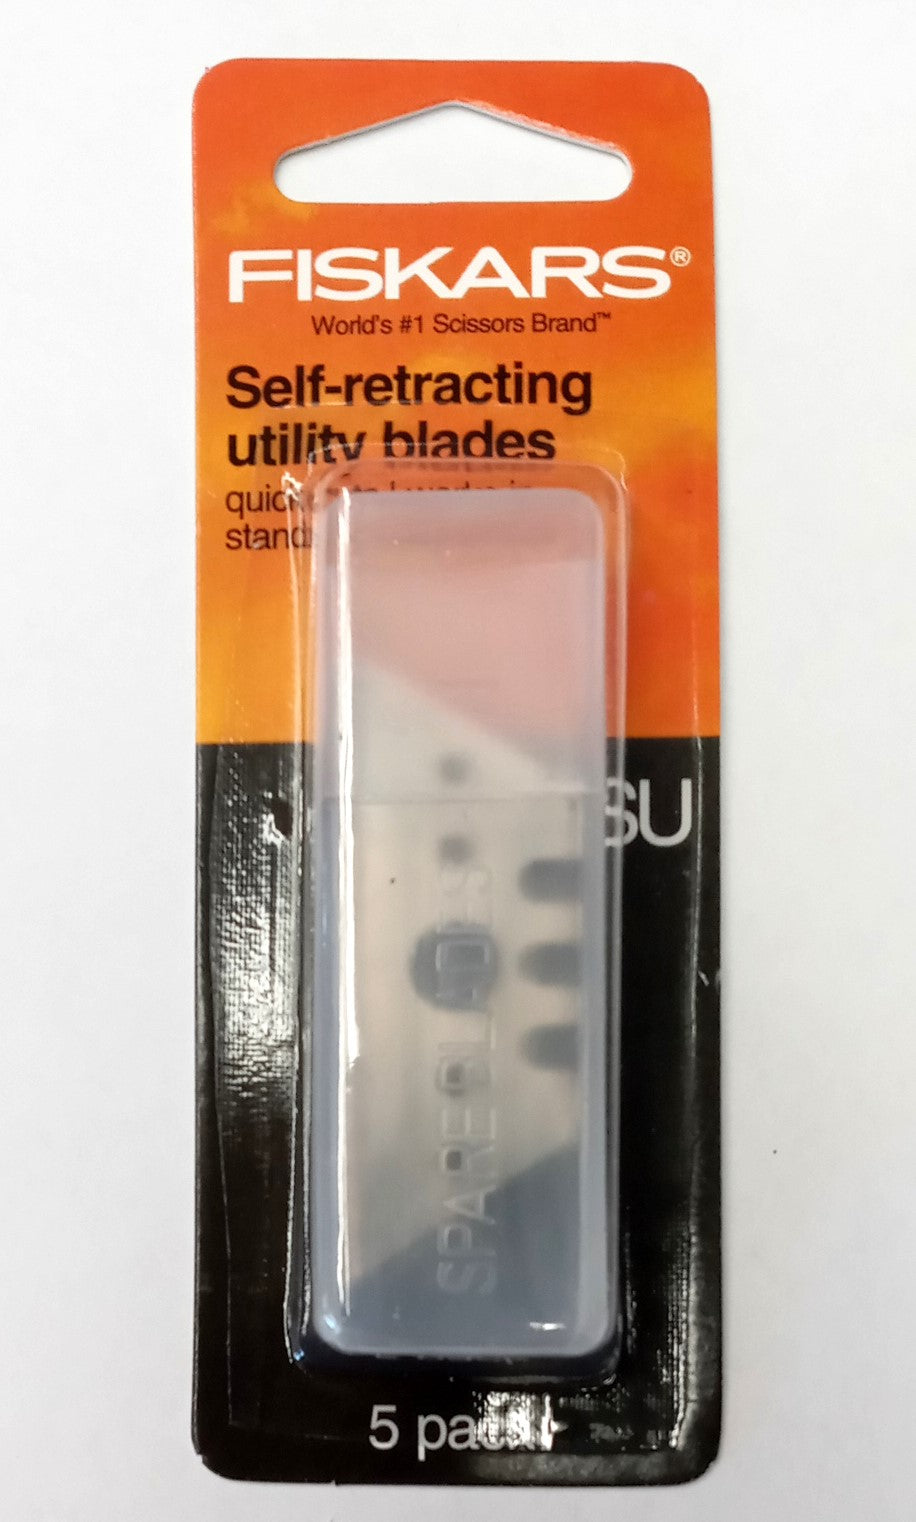 FISKARS®
World's #1 Scissors Brand™
Self-retracting
utility blades
SU
SPARE BLADES
5 pack